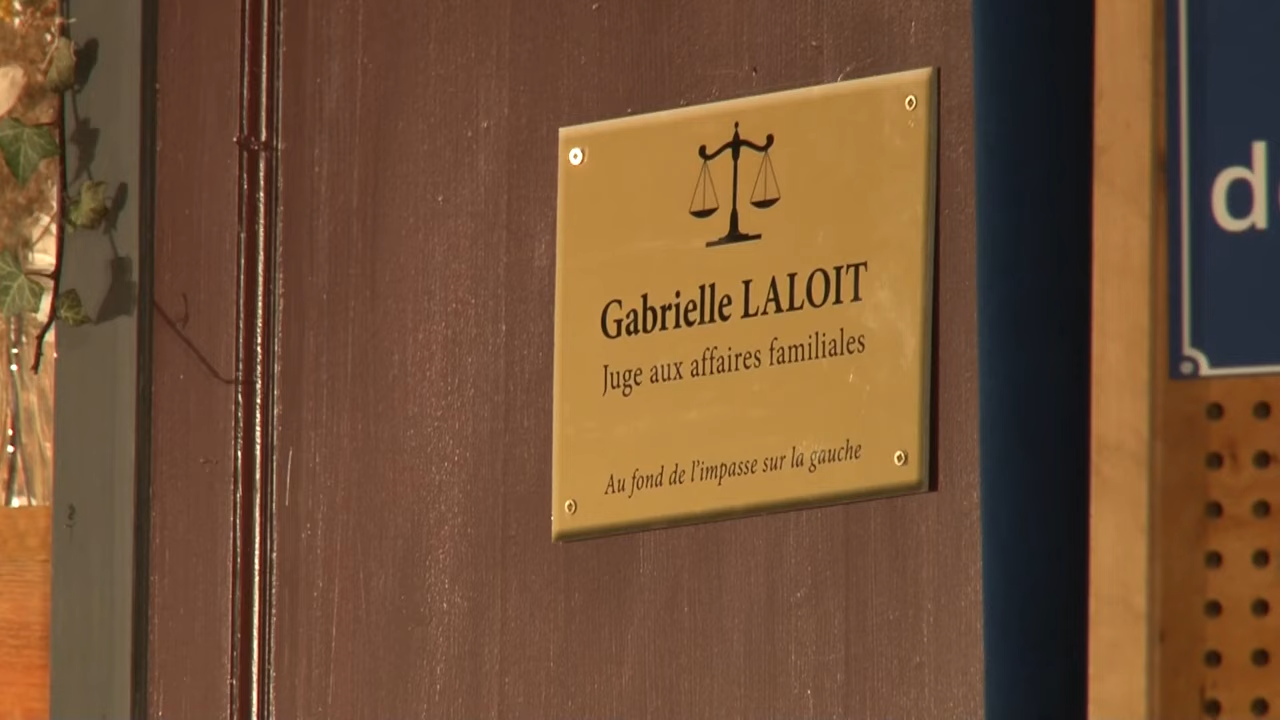 Gabrielle LALOIT
Juge aux affaires familiales
Au fond de l'impasse sur la gauche